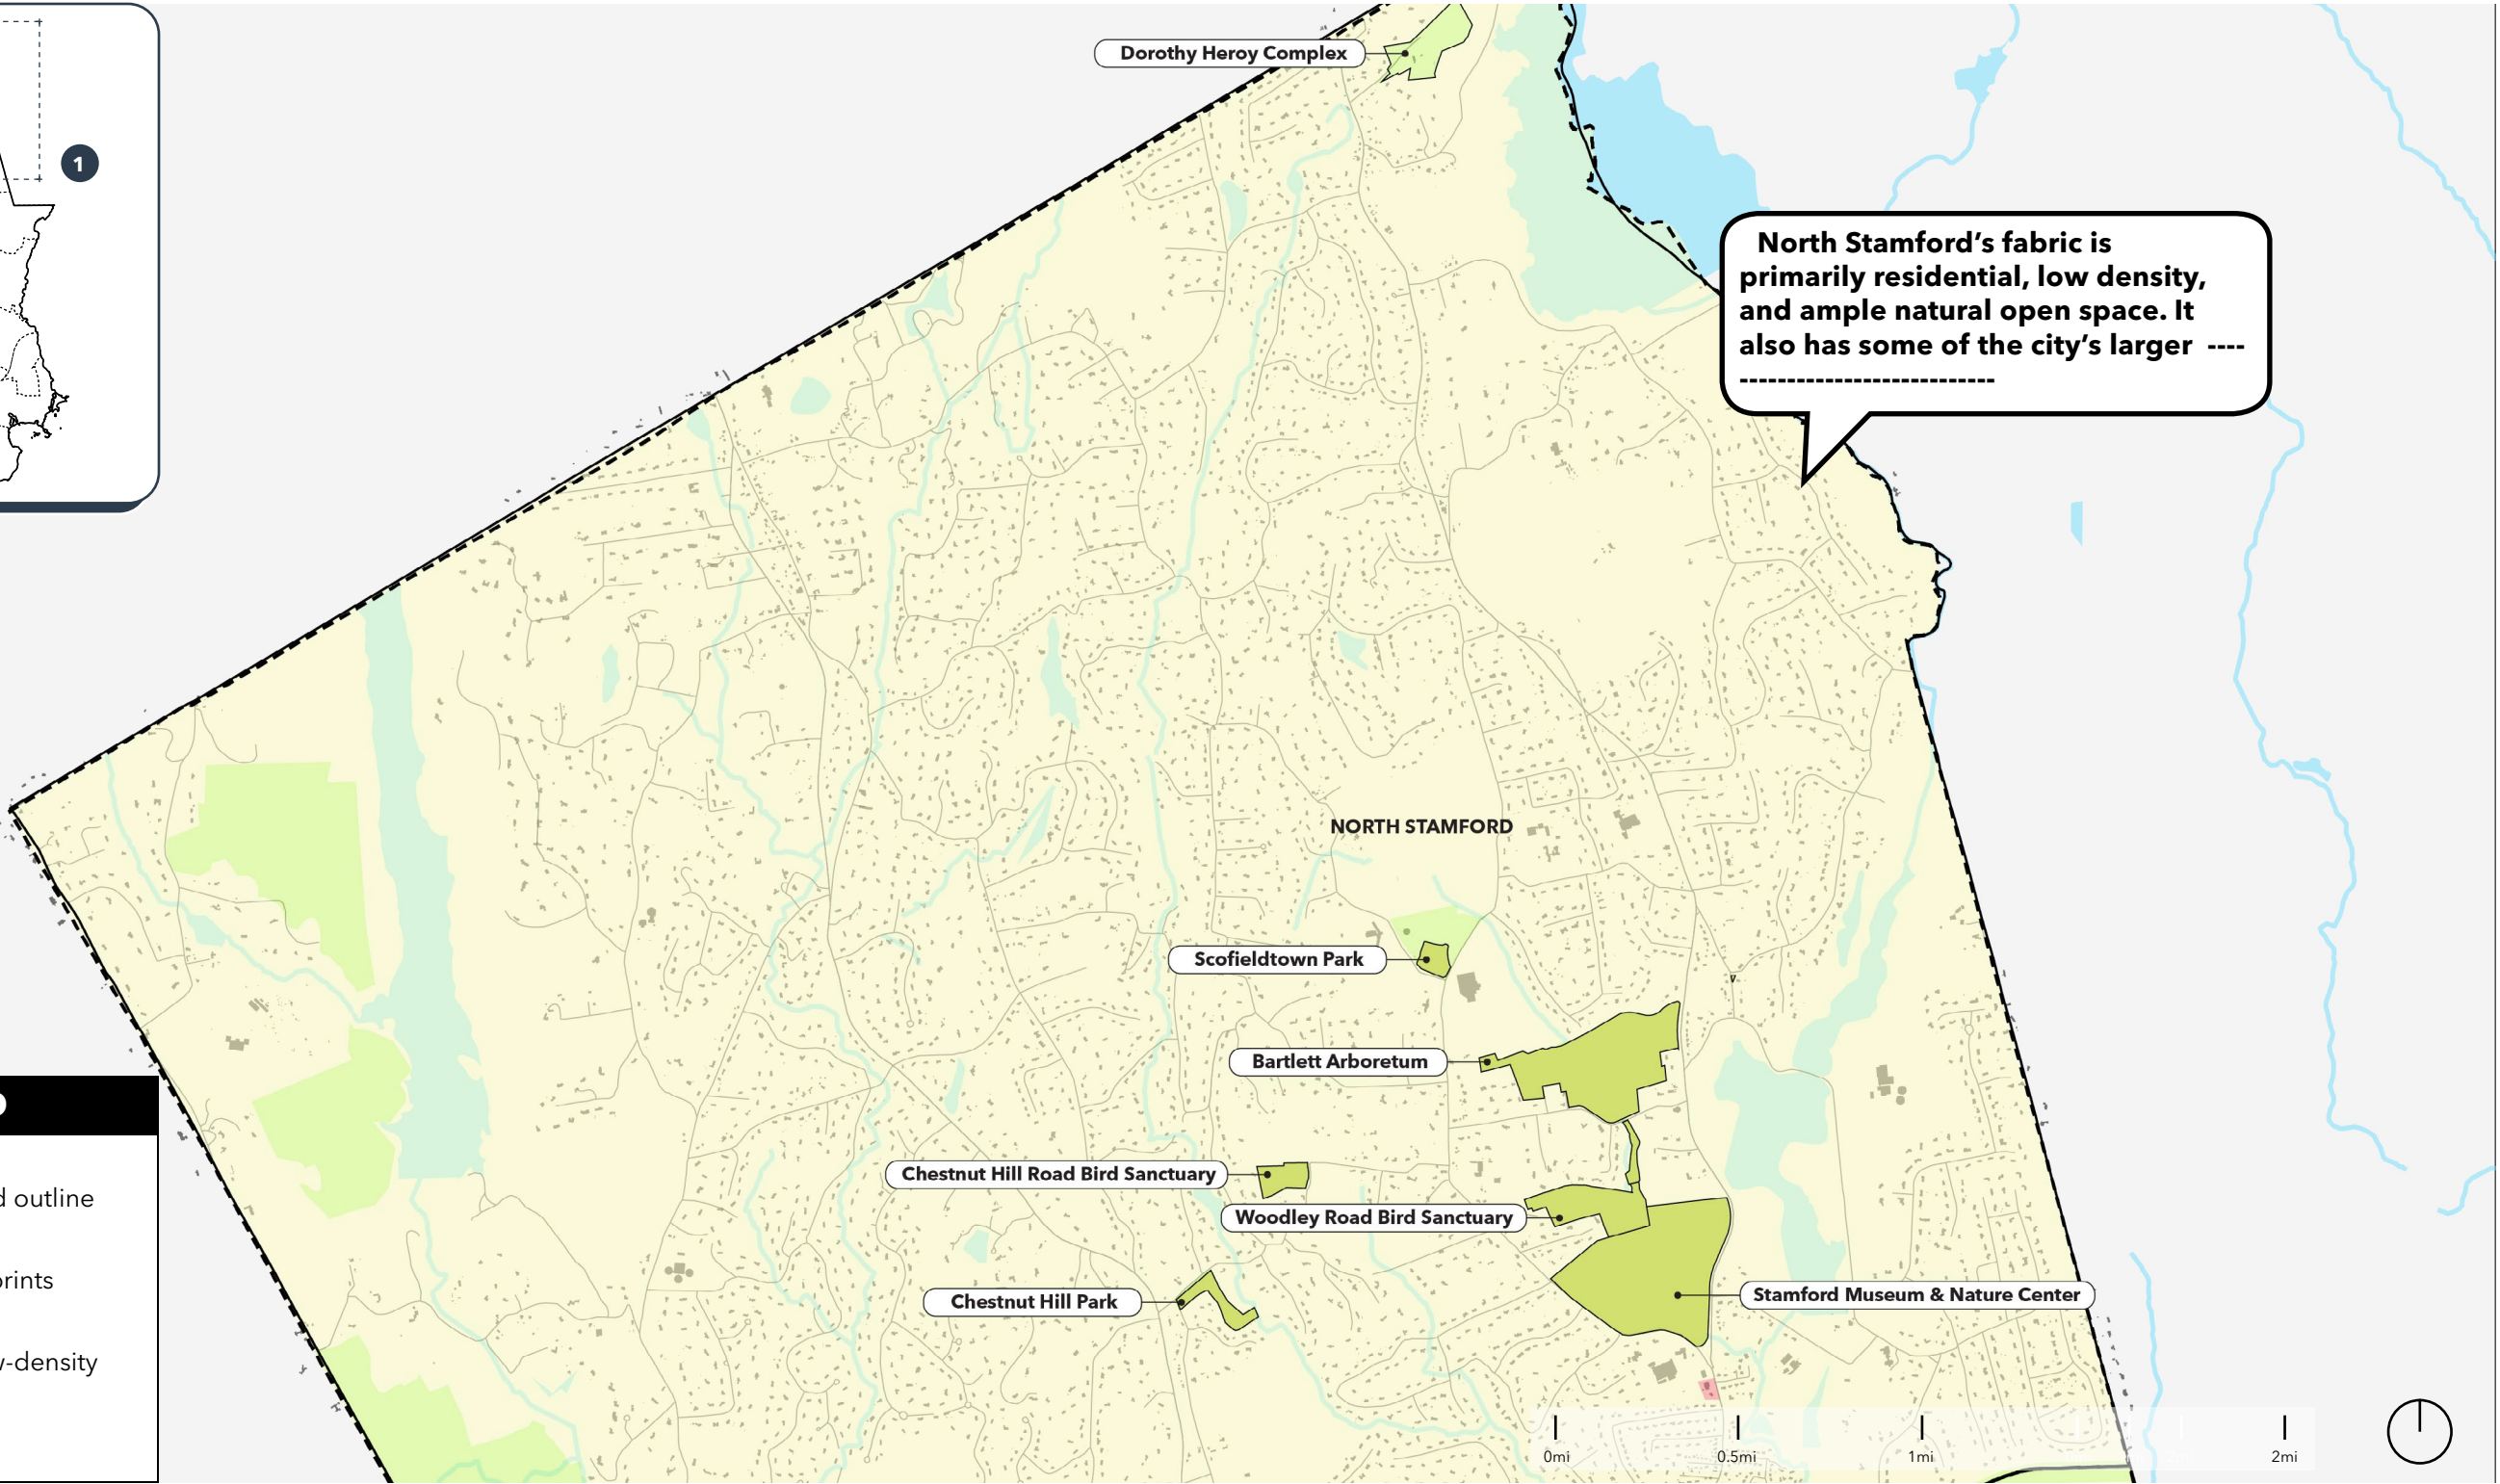 Dorothy Heroy Complex
1
North Stamford’s fabric is
primarily residential, low density,
and ample natural open space. It
also has some of the city’s larger ----
---------------------------
NORTH STAMFORD
Scofieldtown Park
Bartlett Arboretum
Chestnut Hill Road Bird Sanctuary
outline
Woodley Road Bird Sanctuary
Stamford Museum & Nature Center
Chestnut Hill Park
-density
0mi 0.5mi 1mi 2mi